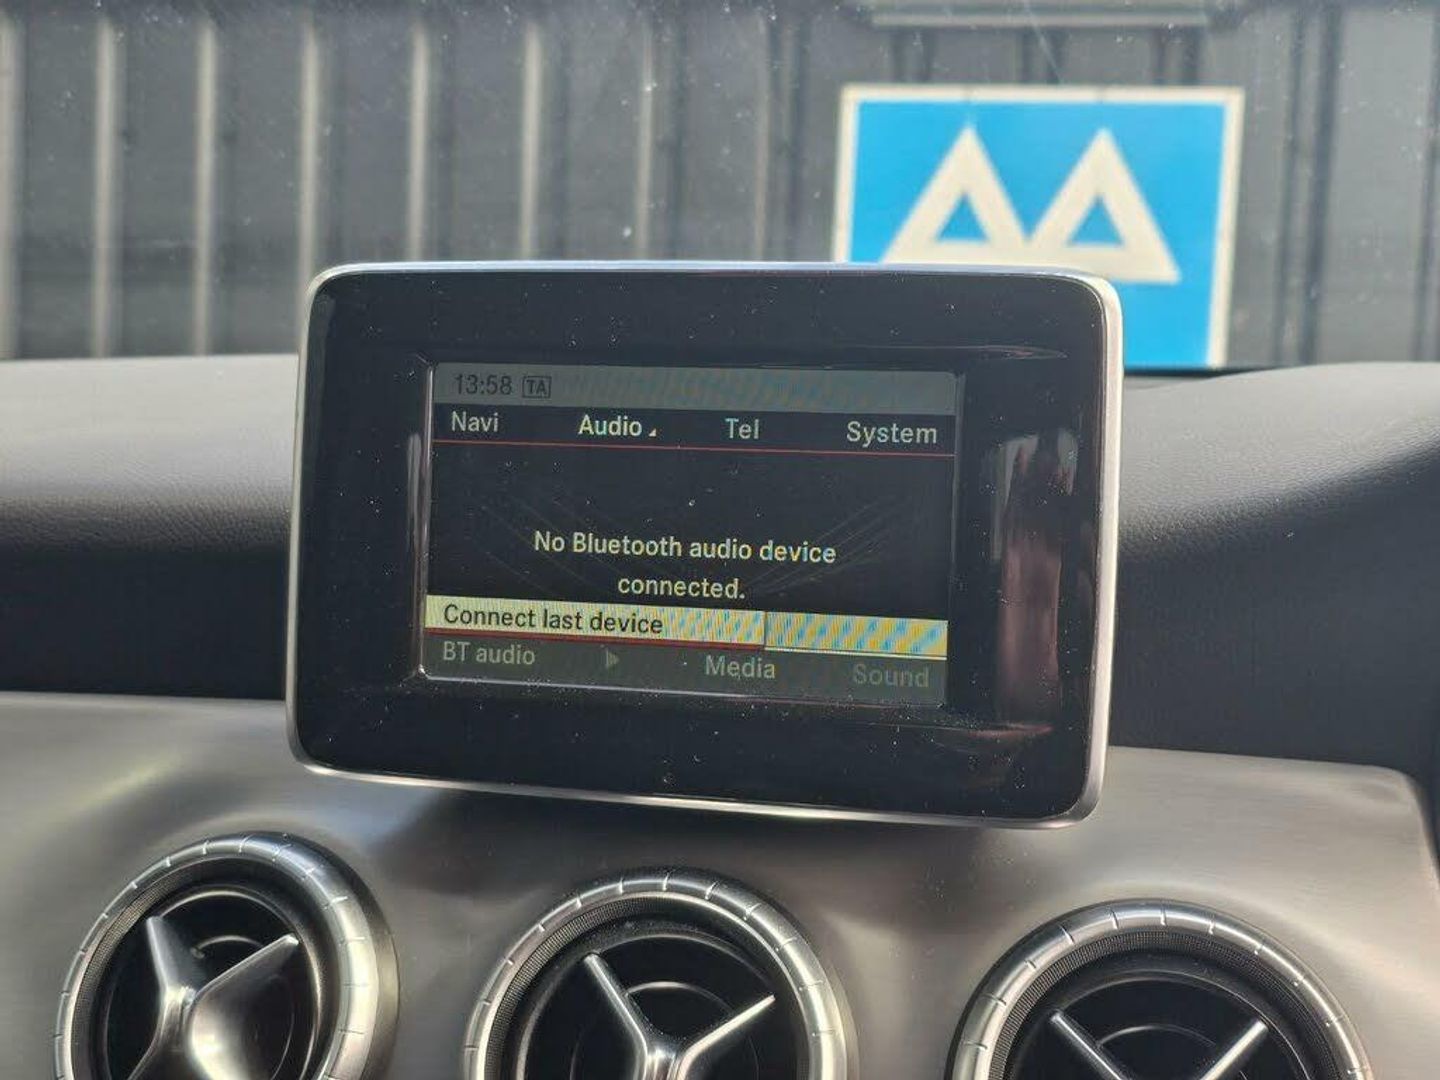 13:58 TA
Navi Audio Tel System
No Bluetooth audio device
connected.
Connect last device
BT audio Media Sound